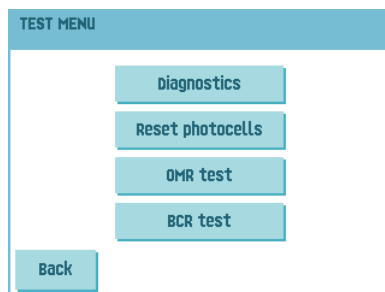 TEST MENU
Diagnostics
Reset photocells
OMR test
BCR test
Back